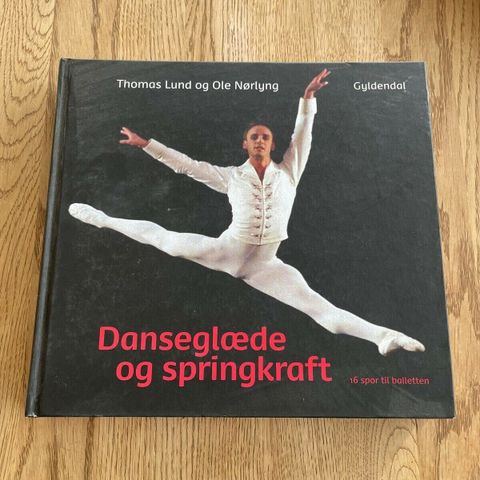 Thomas Lund og Ole Nørlyng Gyldendal
Danseglæde
og springkraft
16 spor til balletten